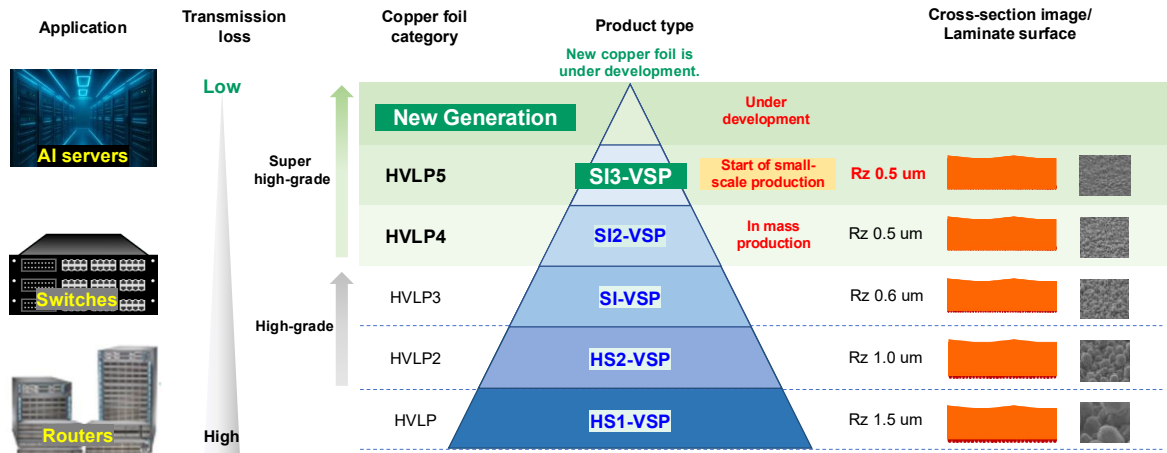 Application
Transmission
loss
Copper foil
category
Product type
Cross-section image/
Laminate surface
New copper foil is
under development.
Low
AI servers
New Generation
Under
development
Super
high-grade
HVLP5
SI3-VSP
Start of small-
scale production
Rz 0.5 um
HVLP4
SI2-VSP
In mass
production
Rz 0.5 um
Switches
HVLP3
SI-VSP
Rz 0.6 um
High-grade
HVLP2
HS2-VSP
Rz 1.0 um
HVLP
HS1-VSP
Rz 1.5 um
Routers
High